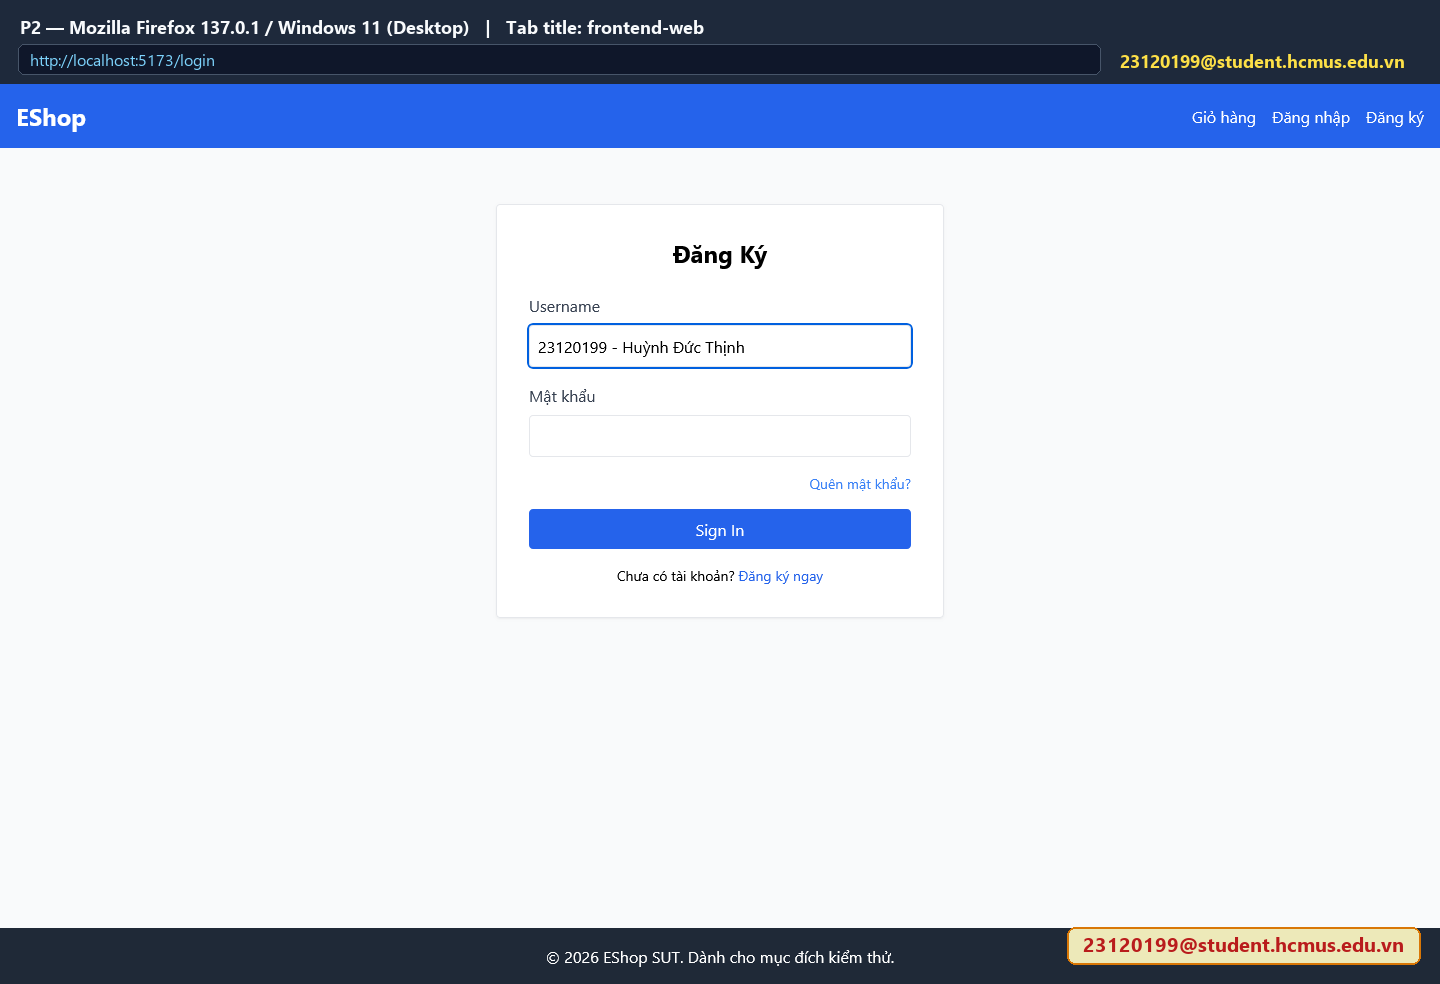 P2 — Mozilla Firefox 137.0.1 / Windows 11 (Desktop) | Tab title: frontend-web
http://localhost:5173/login
23120199@student.hcmus.edu.vn
EShop
Giỏ hàng Đăng nhập Đăng ký
Đăng Ký
Username
23120199 - Huỳnh Đức Thịnh
Mật khẩu
Quên mật khẩu?
Sign In
Chưa có tài khoản? Đăng ký ngay
© 2026 EShop SUT. Dành cho mục đích kiểm thử.
23120199@student.hcmus.edu.vn